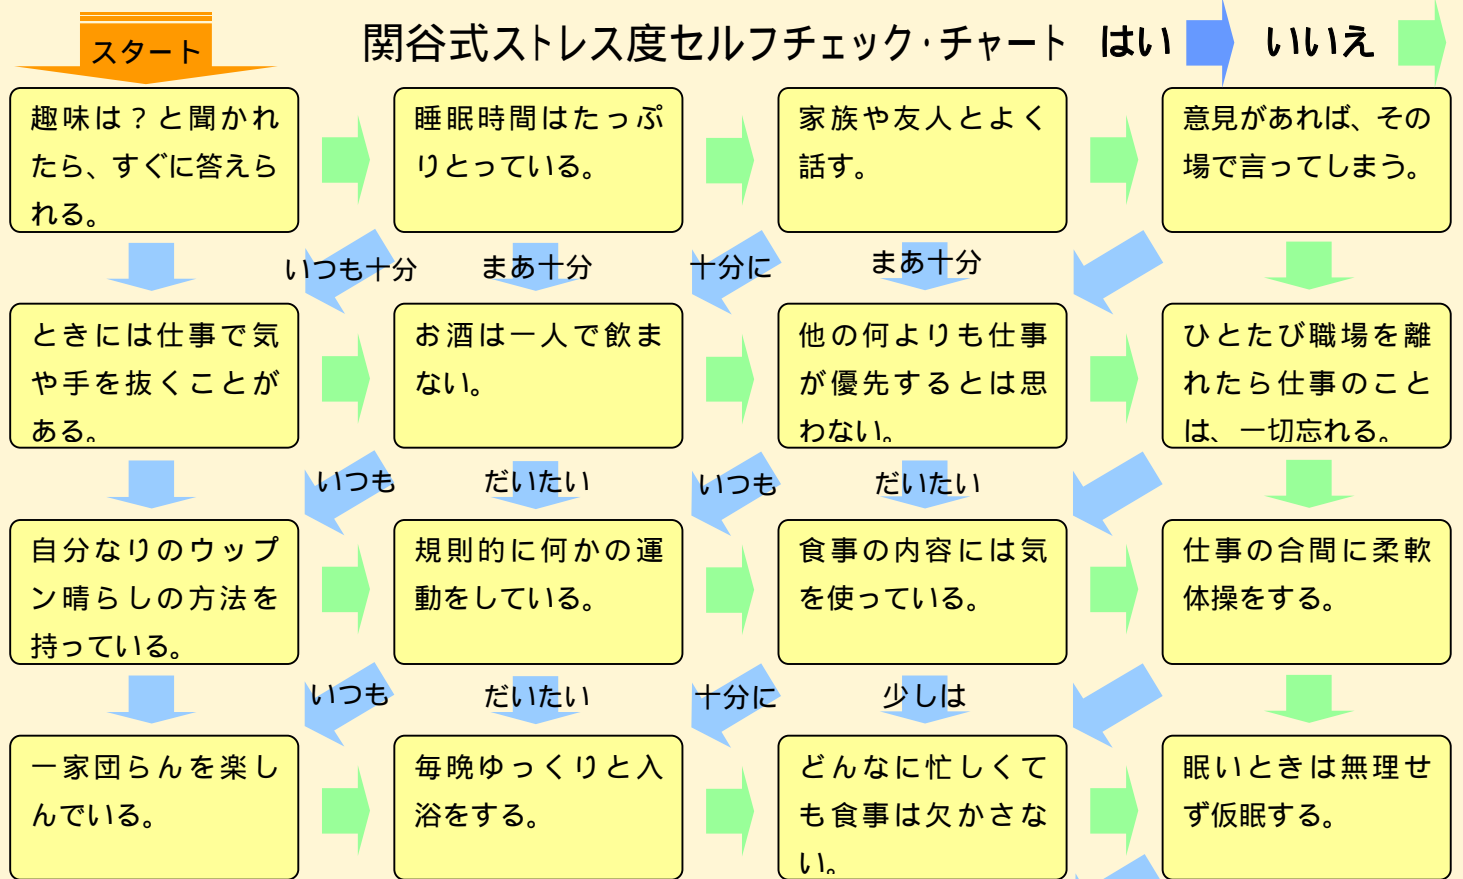 スタート
関谷式ストレス度セルフチェック・チャート はい いいえ
趣味は？と聞かれ
たら、すぐに答えら
れる。
睡眠時間はたっぷ
りとっている。
家族や友人とよく
話す。
意見があれば、その
場で言ってしまう。
いつも十分
まあ十分
十分に
まあ十分
ときには仕事で気
や手を抜くことが
ある。
お酒は一人で飲ま
ない。
他の何よりも仕事
が優先するとは思
わない。
ひとたび職場を離
れたら仕事のこと
は、一切忘れる。
いつも
だいたい
いつも
だいたい
自分なりのウップ
ン晴らしの方法を
持っている。
規則的に何かの運
動をしている。
食事の内容には気
を使っている。
仕事の合間に柔軟
体操をする。
いつも
だいたい
十分に
少しは
一家団らんを楽し
んでいる。
毎晩ゆっくりと入
浴をする。
どんなに忙しくて
も食事は欠かさな
い。
眠いときは無理せ
ず仮眠する。